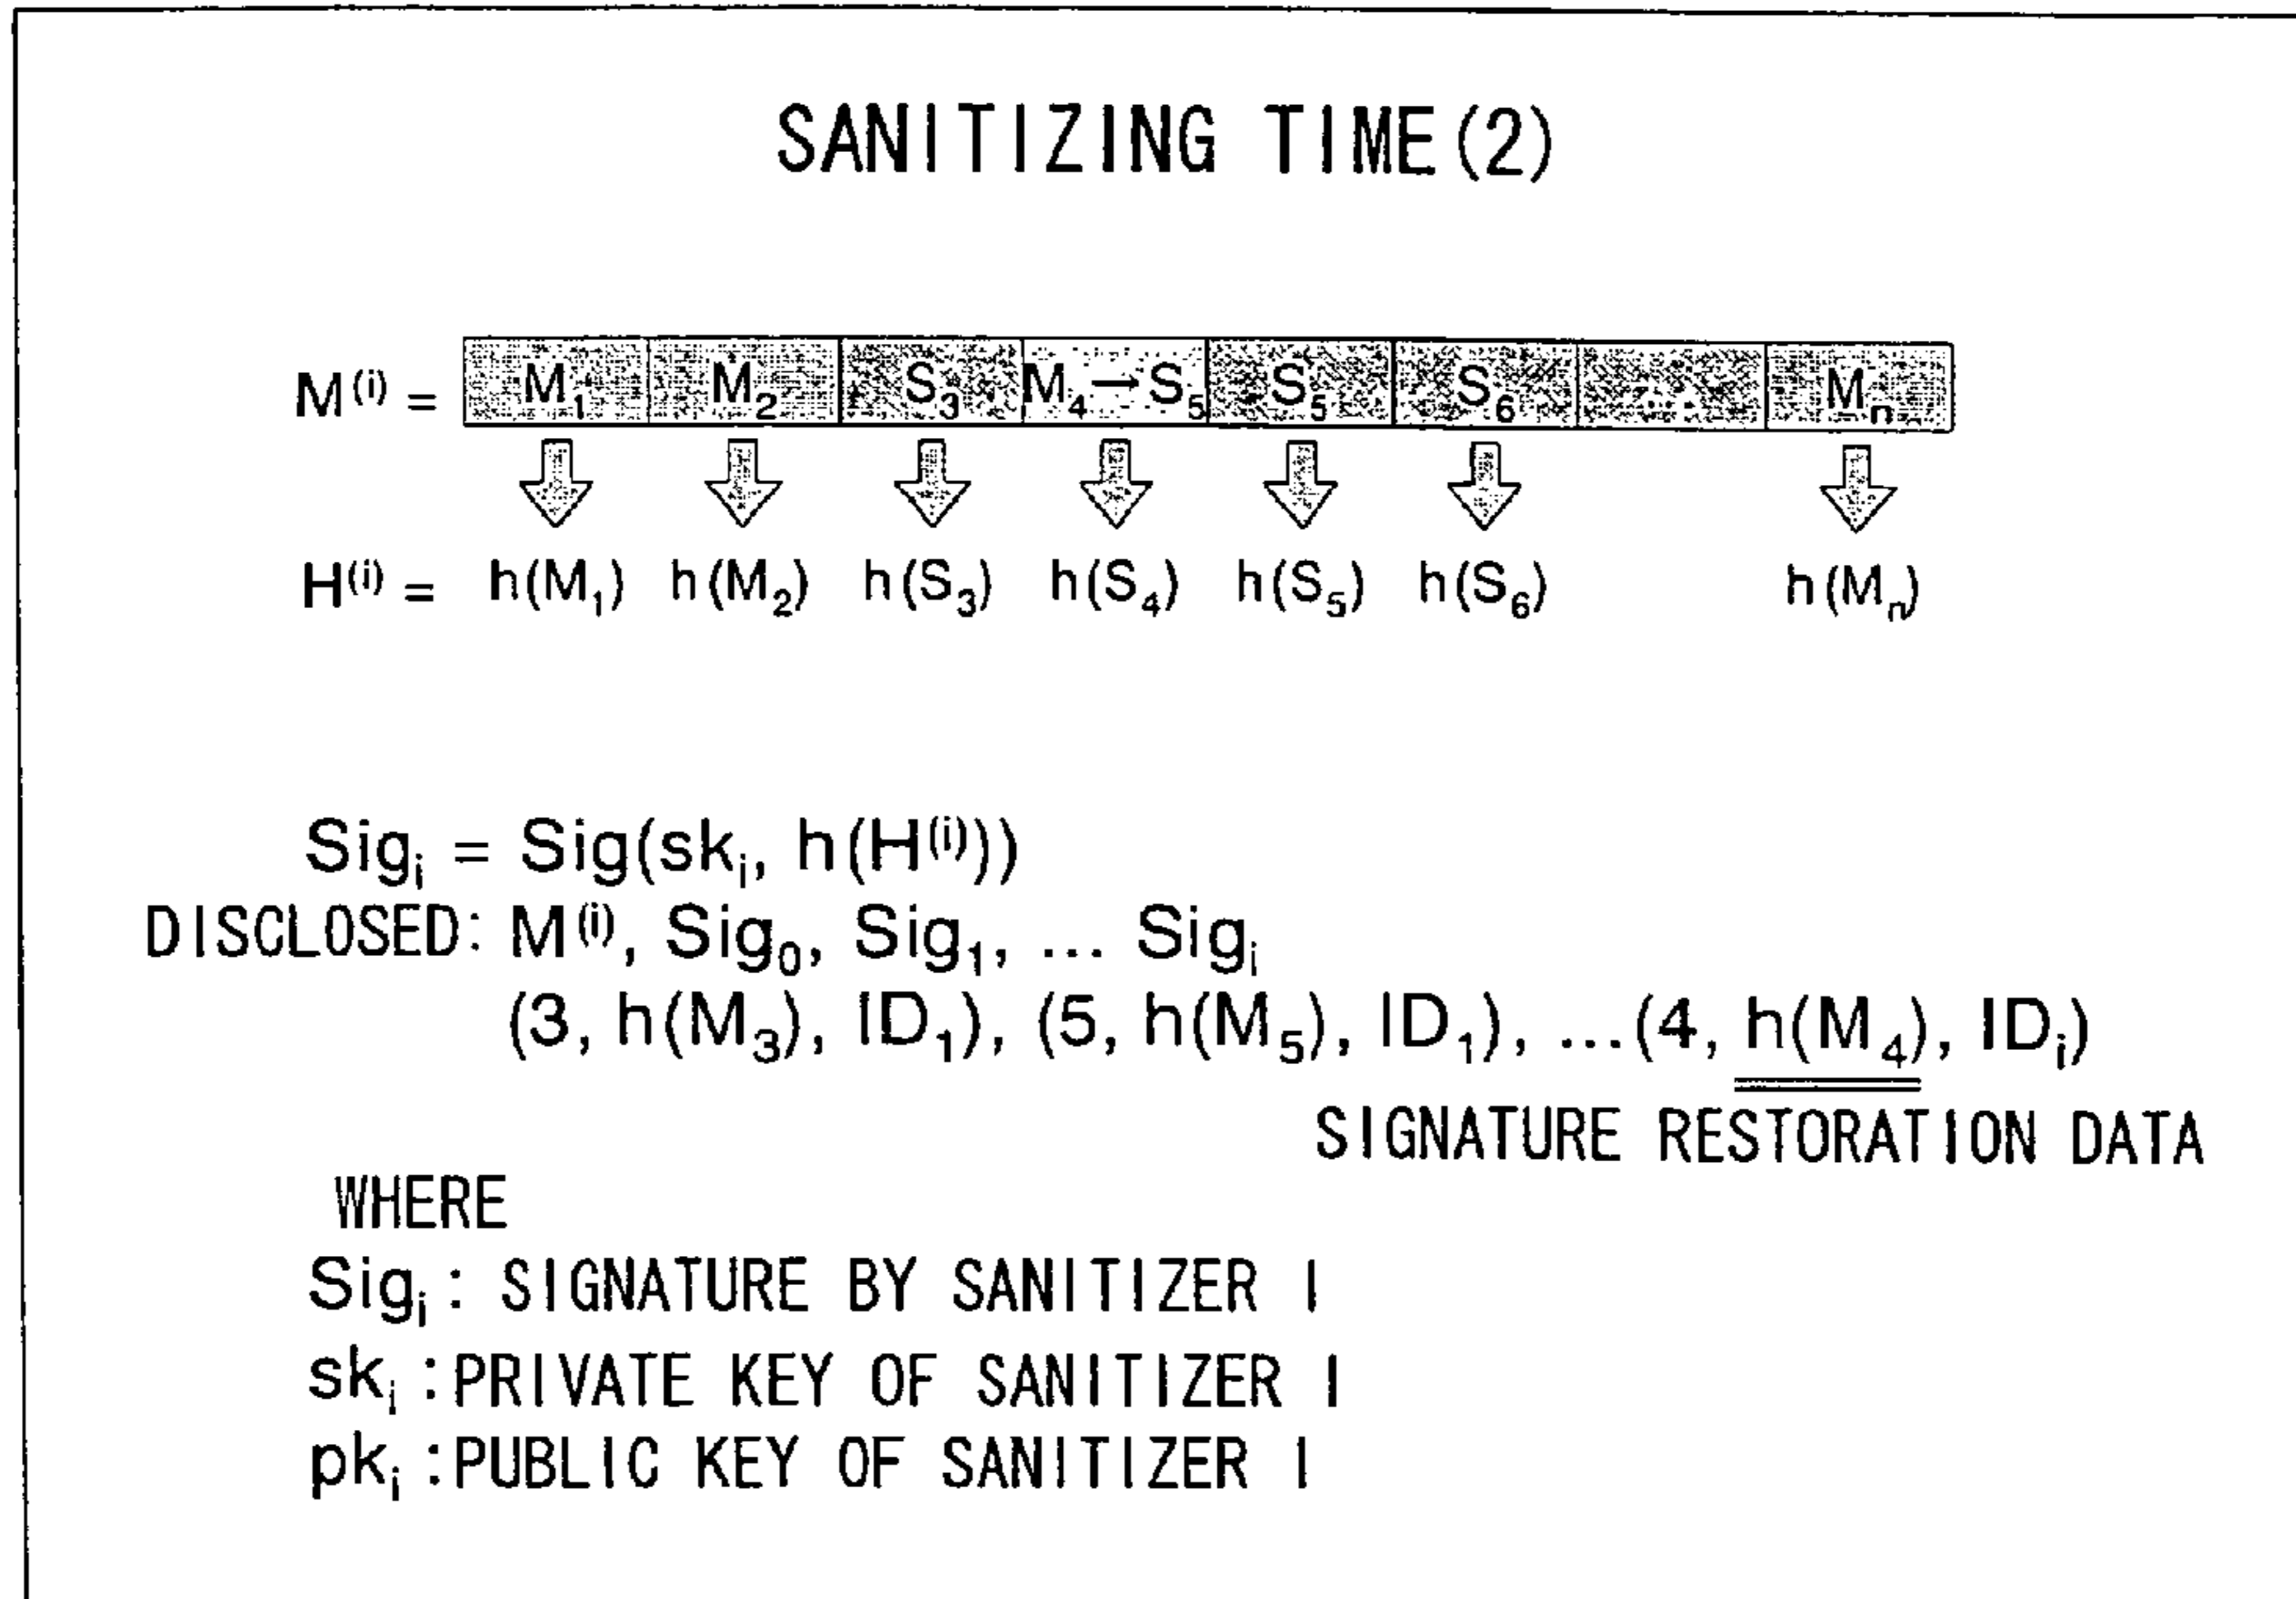 SANITIZING TIME(2)
M⁽ⁱ⁾ = M₁ M₂ S₃ M₄→S₅ S₅ S₆ ... Mₙ
H⁽ⁱ⁾ = h(M₁) h(M₂) h(S₃) h(S₄) h(S₅) h(S₆) h(Mₙ)
Sigᵢ = Sig(skᵢ, h(H⁽ⁱ⁾))
DISCLOSED: M⁽ⁱ⁾, Sig₀, Sig₁, ... Sigᵢ
(3, h(M₃), ID₁), (5, h(M₅), ID₁), ...(4, h(M₄), IDᵢ)
SIGNATURE RESTORATION DATA
WHERE
Sigᵢ: SIGNATURE BY SANITIZER I
skᵢ:PRIVATE KEY OF SANITIZER I
pkᵢ:PUBLIC KEY OF SANITIZER I